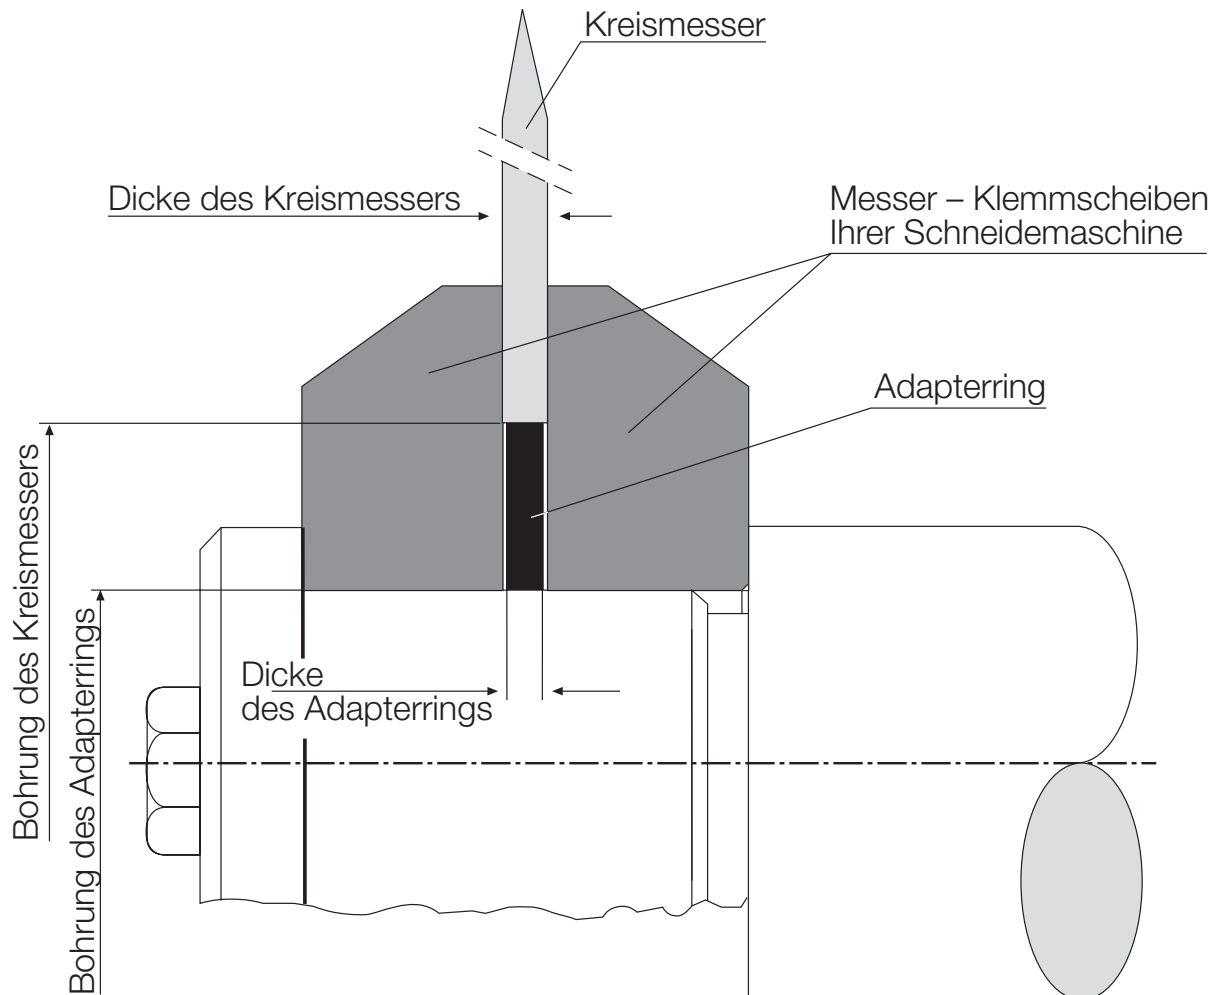 Kreismesser
Dicke des Kreismessers
Messer – Klemmscheiben
Ihrer Schneidemaschine
Adapterring
Bohrung des Kreismessers
Bohrung des Adapterrings
Dicke
des Adapterrings